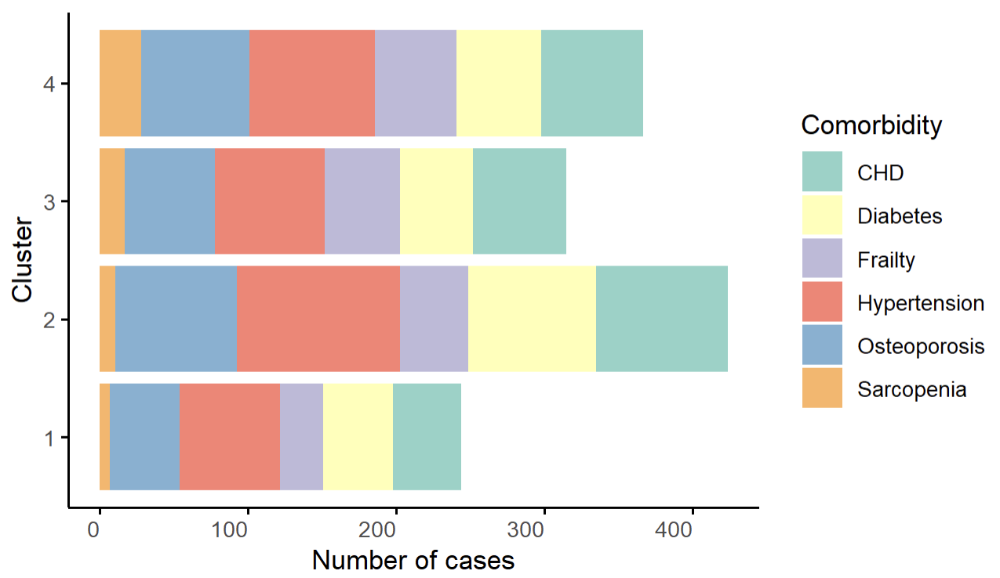 4
3
2
1
Cluster
0 100 200 300 400
Number of cases
Comorbidity
CHD
Diabetes
Frailty
Hypertension
Osteoporosis
Sarcopenia